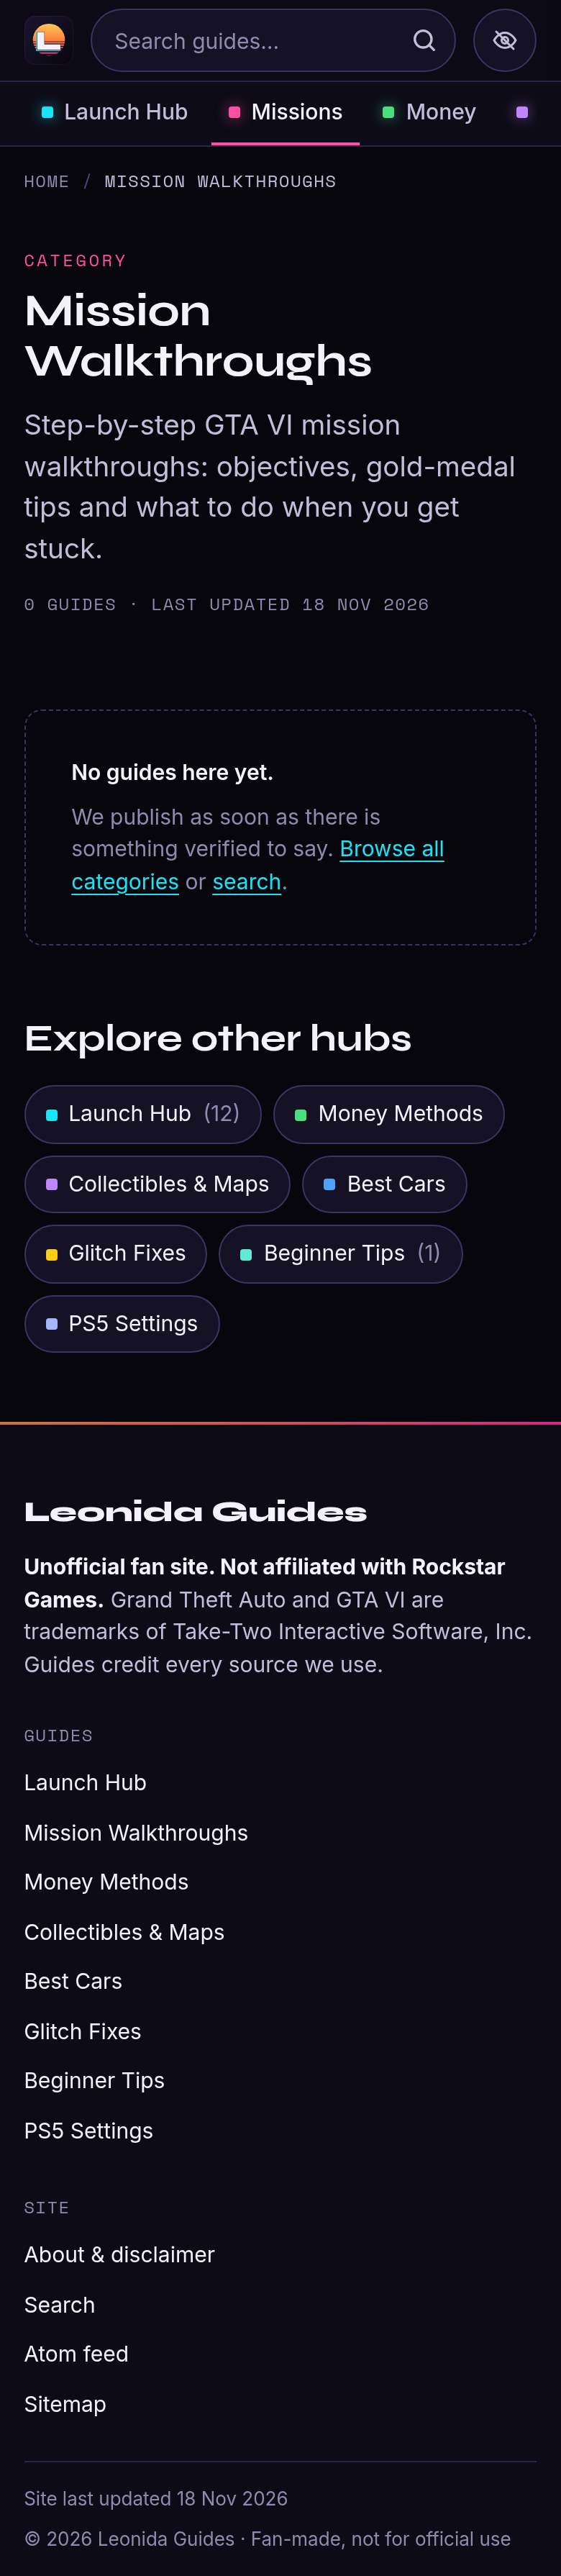 Search guides...
Launch Hub
Missions
Money
HOME / MISSION WALKTHROUGHS
CATEGORY
Mission
Walkthroughs
Step-by-step GTA VI mission
walkthroughs: objectives, gold-medal
tips and what to do when you get
stuck.
0 GUIDES · LAST UPDATED 18 NOV 2026
No guides here yet.
We publish as soon as there is
something verified to say. Browse all
categories or search.
Explore other hubs
Launch Hub (12)
Money Methods
Collectibles & Maps
Best Cars
Glitch Fixes
Beginner Tips (1)
PS5 Settings
Leonida Guides
Unofficial fan site. Not affiliated with Rockstar
Games. Grand Theft Auto and GTA VI are
trademarks of Take-Two Interactive Software, Inc.
Guides credit every source we use.
GUIDES
Launch Hub
Mission Walkthroughs
Money Methods
Collectibles & Maps
Best Cars
Glitch Fixes
Beginner Tips
PS5 Settings
SITE
About & disclaimer
Search
Atom feed
Sitemap
Site last updated 18 Nov 2026
© 2026 Leonida Guides · Fan-made, not for official use